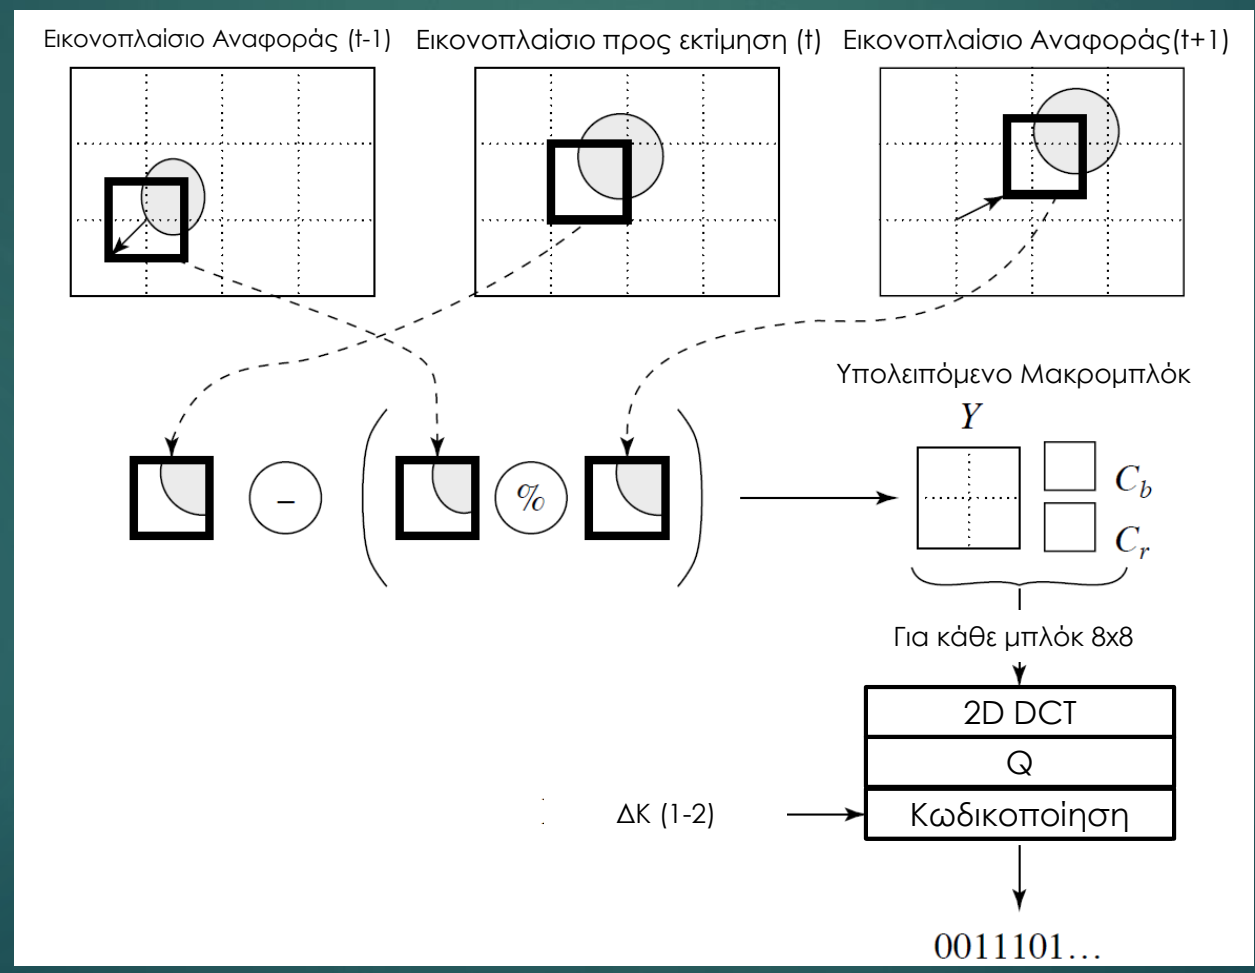 Εικονοπλαίσιο Αναφοράς (t-1)
Εικονοπλαίσιο προς εκτίμηση (t)
Εικονοπλαίσιο Αναφοράς(t+1)
Υπολειπόμενο Μακρομπλόκ
Y
–
%
C_b
C_r
Για κάθε μπλόκ 8x8
2D DCT
Q
ΔΚ (1-2)
Κωδικοποίηση
0011101…